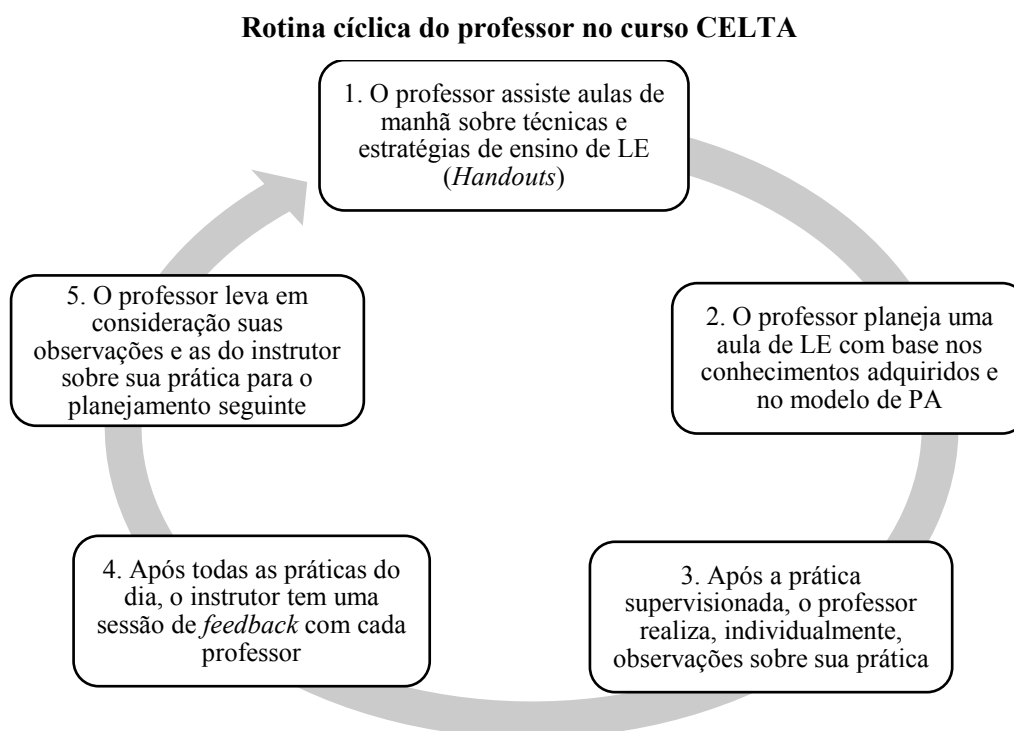 Rotina cíclica do professor no curso CELTA
1. O professor assiste aulas de
manhã sobre técnicas e
estratégias de ensino de LE
(Handouts)
2. O professor planeja uma
aula de LE com base nos
conhecimentos adquiridos e
no modelo de PA
3. Após a prática
supervisionada, o professor
realiza, individualmente,
observações sobre sua prática
4. Após todas as práticas do
dia, o instrutor tem uma
sessão de feedback com cada
professor
5. O professor leva em
consideração suas
observações e as do instrutor
sobre sua prática para o
planejamento seguinte